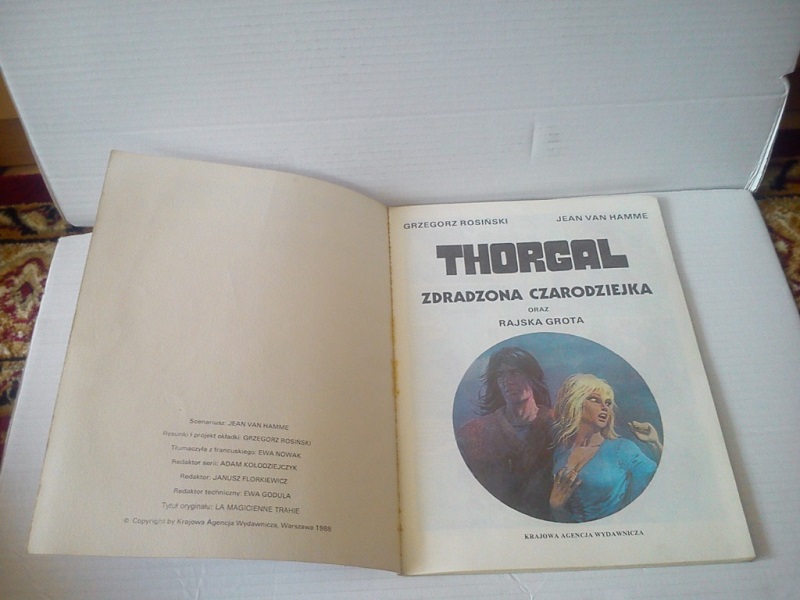 Scenariusz: JEAN VAN HAMME
Rysunki i projekt okładki: GRZEGORZ ROSIŃSKI
Tłumaczyła z francuskiego: EWA NOWAK
Redaktor serii: ADAM KOŁODZIEJCZYK
Redaktor: JANUSZ FLORKIEWICZ
Redaktor techniczny: EWA GODULA
Tytuł oryginału: LA MAGICIENNE TRAHIE
© Copyright by Krajowa Agencja Wydawnicza, Warszawa 1988
GRZEGORZ ROSIŃSKI JEAN VAN HAMME
THORGAL
ZDRADZONA CZARODZIEJKA
ORAZ
RAJSKA GROTA
KRAJOWA AGENCJA WYDAWNICZA